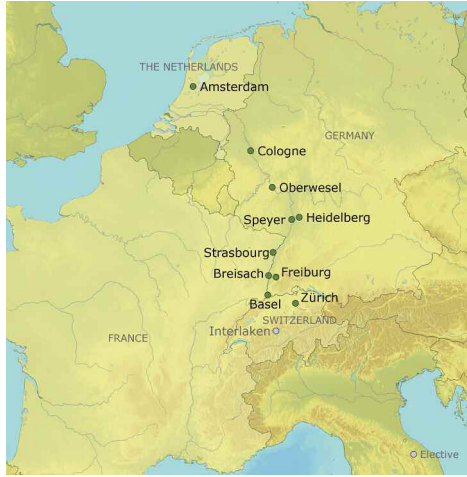 THE NETHERLANDS
Amsterdam
GERMANY
Cologne
Oberwesel
Speyer
Heidelberg
Strasbourg
Breisach
Freiburg
Basel
Zürich
SWITZERLAND
Interlaken
FRANCE
Elective